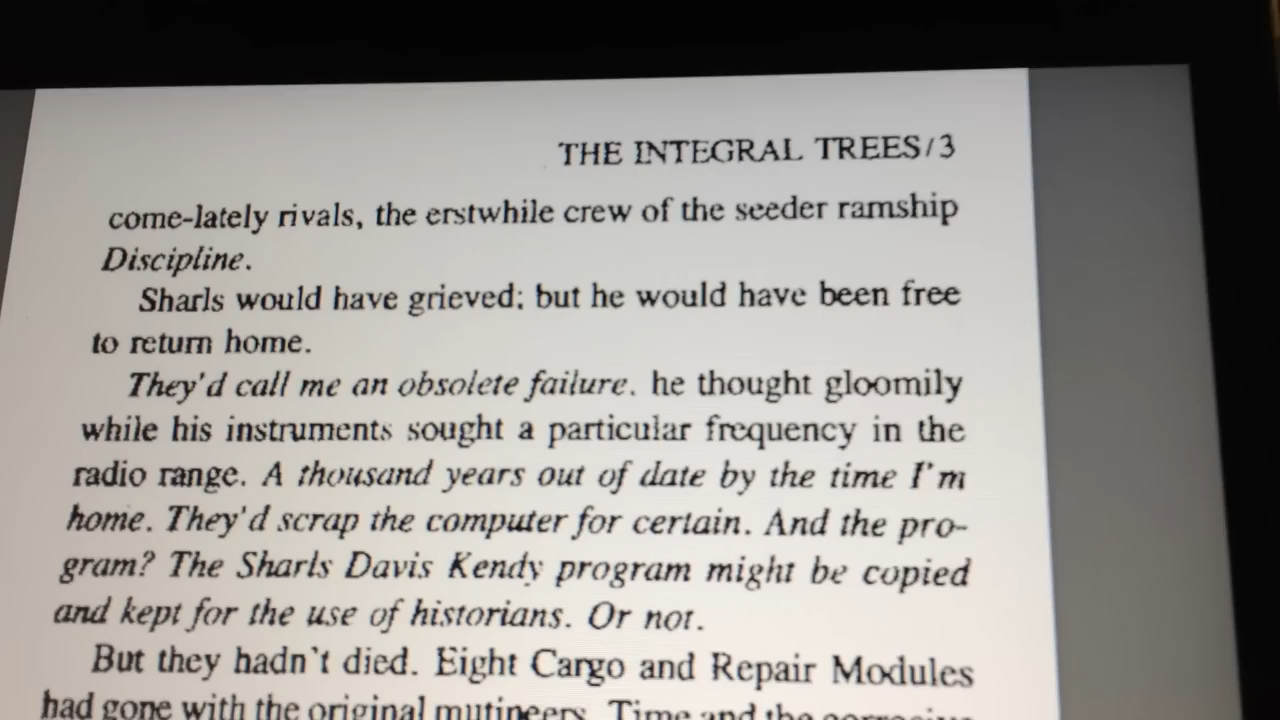 THE INTEGRAL TREES/3
come-lately rivals, the erstwhile crew of the seeder ramship
Discipline.
Sharls would have grieved; but he would have been free
to return home.
They'd call me an obsolete failure. he thought gloomily
while his instruments sought a particular frequency in the
radio range. A thousand years out of date by the time I'm
home. They'd scrap the computer for certain. And the pro-
gram? The Sharls Davis Kendy program might be copied
and kept for the use of historians. Or not.
But they hadn't died. Eight Cargo and Repair Modules
had gone with the original mutineers. Time and the corrosive